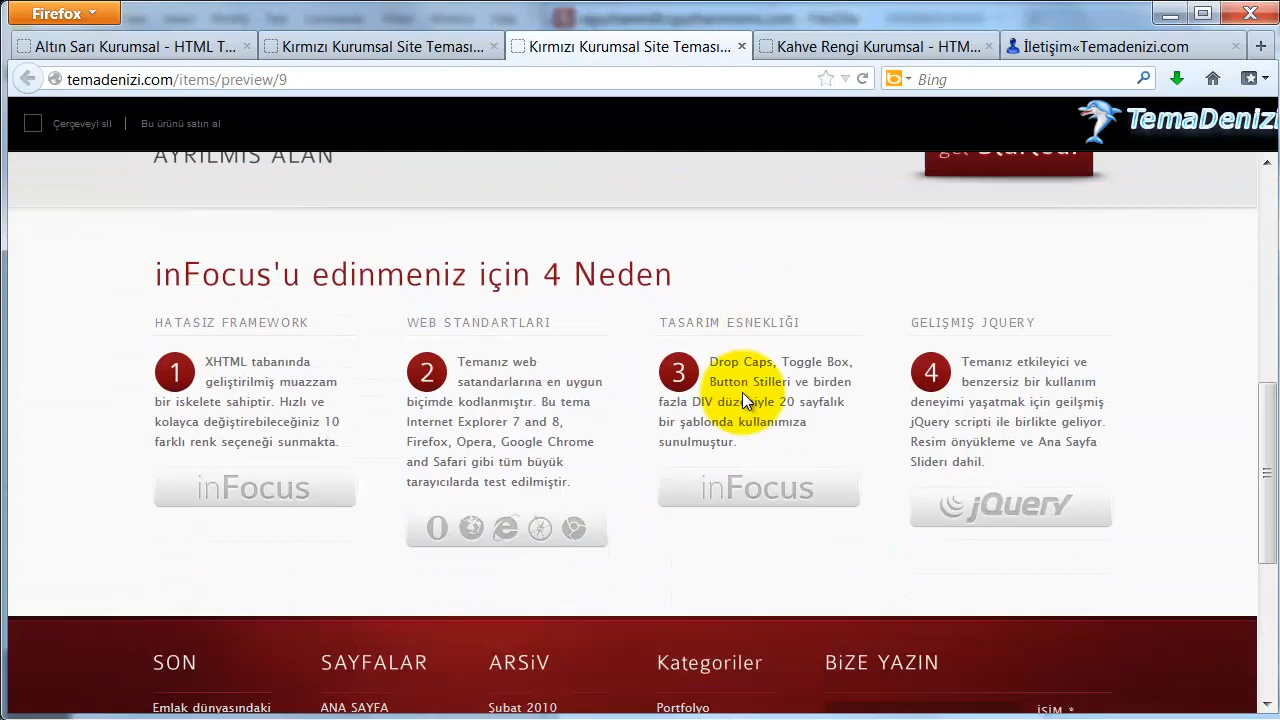 Firefox
Altın Sarı Kurumsal - HTML T...
Kırmızı Kurumsal Site Teması...
Kırmızı Kurumsal Site Teması...
Kahve Rengi Kurumsal - HTM...
İletişim«Temadenizi.com
temadenizi.com/items/preview/9
Bing
Çerçeveyi sil
Bu ürünü satın al
TemaDenizi
AYRILMIŞ ALAN
get Started!
inFocus'u edinmeniz için 4 Neden
HATASIZ FRAMEWORK
1
XHTML tabanında
geliştirilmiş muazzam
bir iskelete sahiptir. Hızlı ve
kolayca değiştirebileceğiniz 10
farklı renk seçeneği sunmakta.
inFocus
WEB STANDARTLARI
2
Temanız web
satandarlarına en uygun
biçimde kodlanmıştır. Bu tema
Internet Explorer 7 and 8,
Firefox, Opera, Google Chrome
and Safari gibi tüm büyük
tarayıcılarda test edilmiştir.
TASARIM ESNEKLIĞI
3
Drop Caps, Toggle Box,
Button Stilleri ve birden
fazla DIV düzeniyle 20 sayfalık
bir şablonda kullanımıza
sunulmuştur.
inFocus
GELIŞMIŞ JQUERY
4
Temanız etkileyici ve
benzersiz bir kullanım
deneyimi yaşatmak için geilşmiş
jQuery scripti ile birlikte geliyor.
Resim önyükleme ve Ana Sayfa
Slideri dahil.
jQuery
SON
Emlak dünyasındaki
SAYFALAR
ANA SAYFA
ARSiV
Şubat 2010
Kategoriler
Portfolyo
BiZE YAZIN
İSİM *